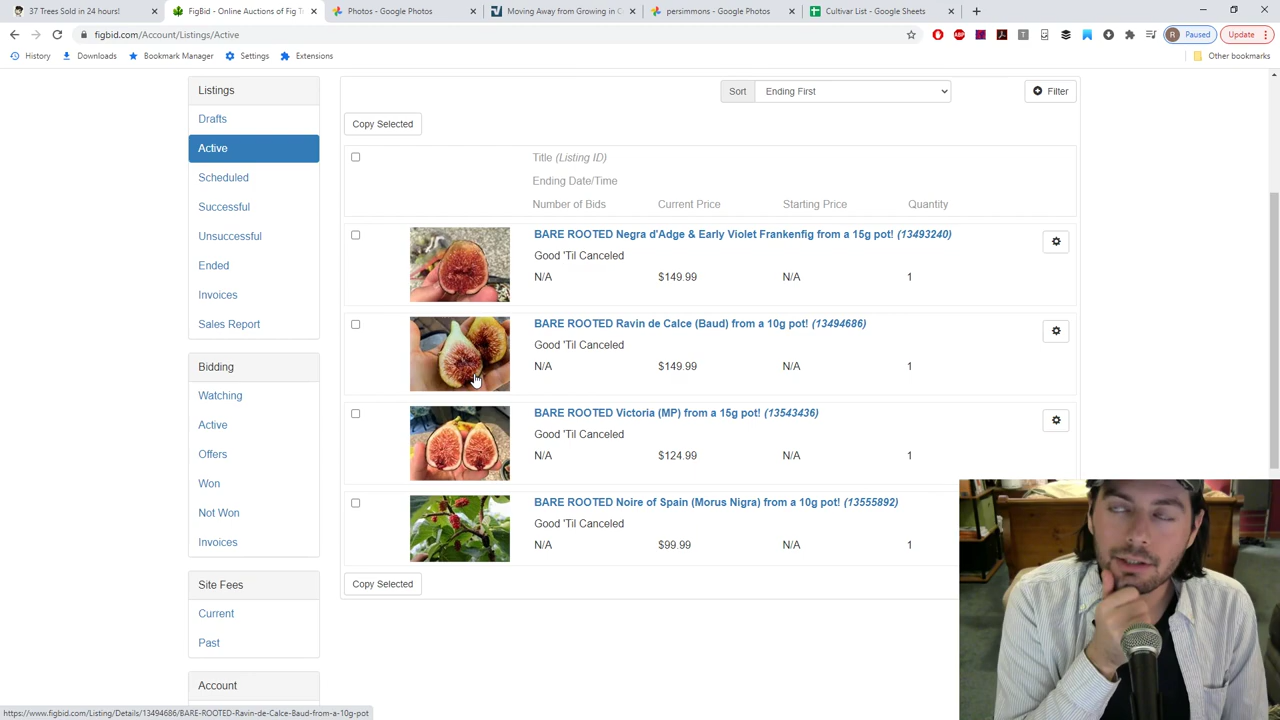 37 Trees Sold in 24 hours!
FigBid - Online Auctions of Fig T
Photos - Google Photos
Moving Away from Growing in C
persimmons - Google Photos
Cultivar List - Google Sheets
figbid.com/Account/Listings/Active
R Paused
Update
History
Downloads
Bookmark Manager
Settings
Extensions
Other bookmarks
Listings
Drafts
Active
Scheduled
Successful
Unsuccessful
Ended
Invoices
Sales Report
Bidding
Watching
Active
Offers
Won
Not Won
Invoices
Site Fees
Current
Past
Account
Sort
Ending First
Filter
Copy Selected
Title (Listing ID)
Ending Date/Time
Number of Bids Current Price Starting Price Quantity
BARE ROOTED Negra d'Adge & Early Violet Frankenfig from a 15g pot! (13493240)
Good 'Til Canceled
N/A $149.99 N/A 1
BARE ROOTED Ravin de Calce (Baud) from a 10g pot! (13494686)
Good 'Til Canceled
N/A $149.99 N/A 1
BARE ROOTED Victoria (MP) from a 15g pot! (13543436)
Good 'Til Canceled
N/A $124.99 N/A 1
BARE ROOTED Noire of Spain (Morus Nigra) from a 10g pot! (13555892)
Good 'Til Canceled
N/A $99.99 N/A 1
Copy Selected
https://www.figbid.com/Listing/Details/13494686/BARE-ROOTED-Ravin-de-Calce-Baud-from-a-10g-pot